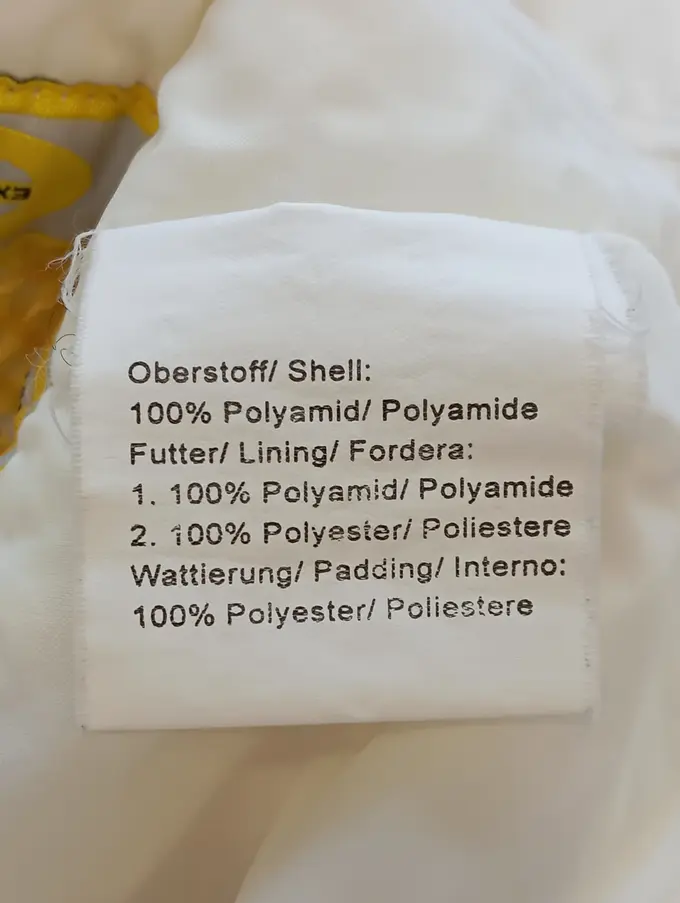 Oberstoff/ Shell:
100% Polyamid/ Polyamide
Futter/ Lining/ Fordera:
1. 100% Polyamid/ Polyamide
2. 100% Polyester/ Poliestere
Wattierung/ Padding/ Interno:
100% Polyester/ Poliestere